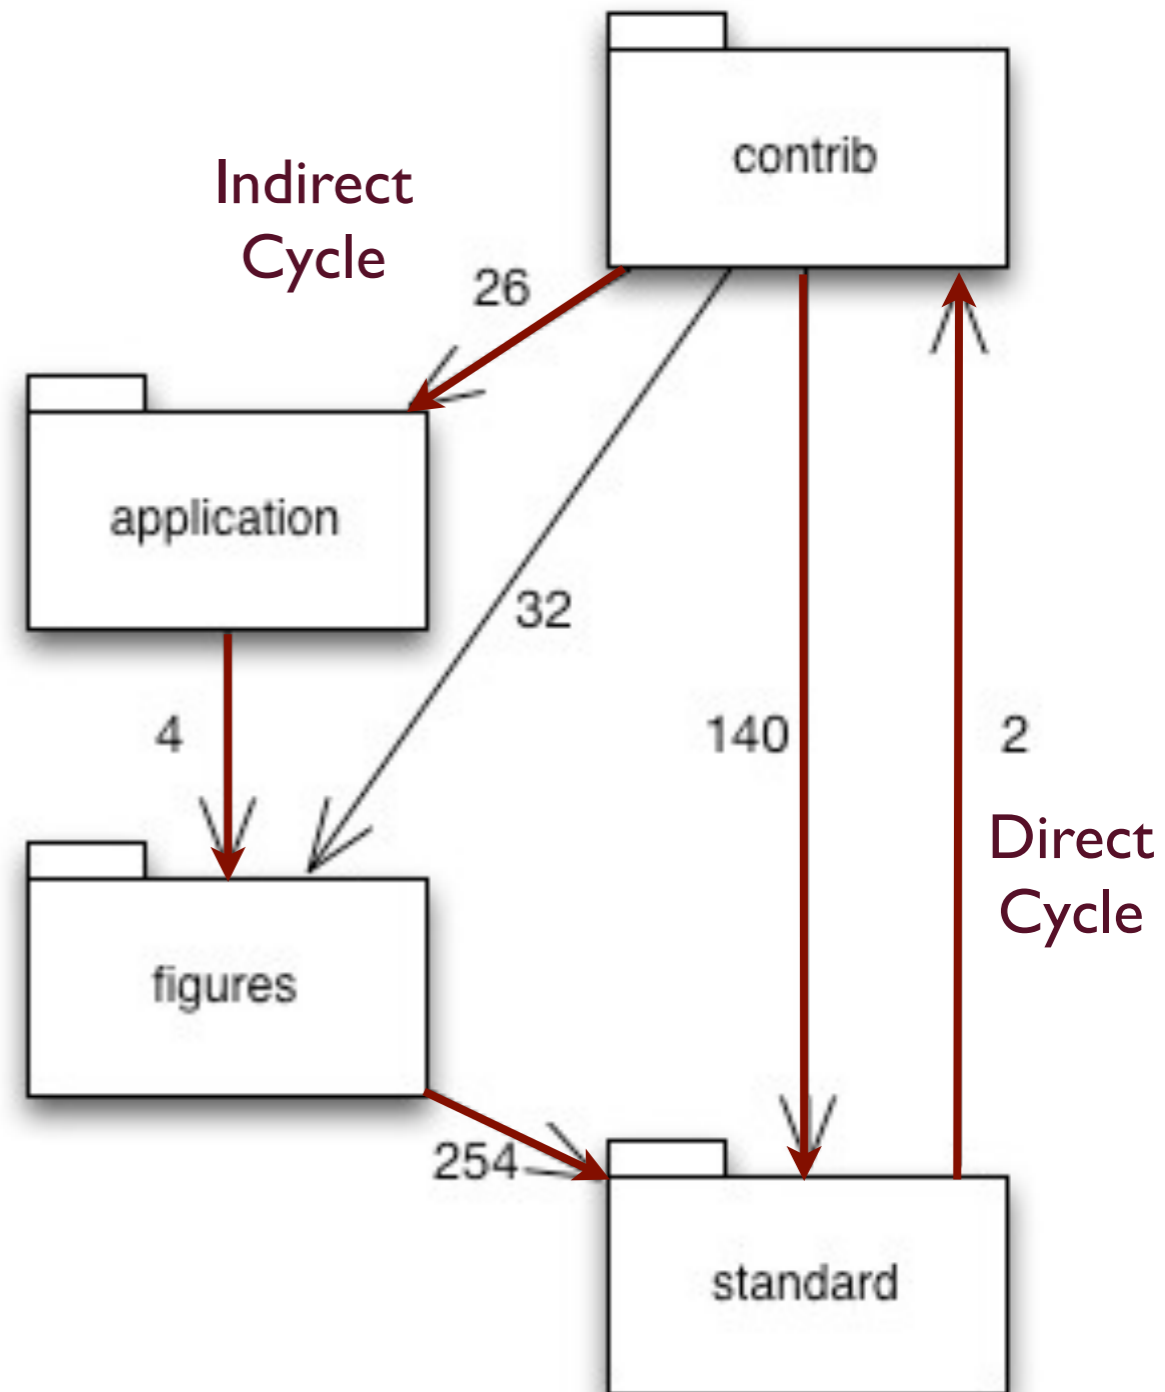 contrib
Indirect
Cycle
26
application
32
4
140
2
Direct
Cycle
figures
254
standard